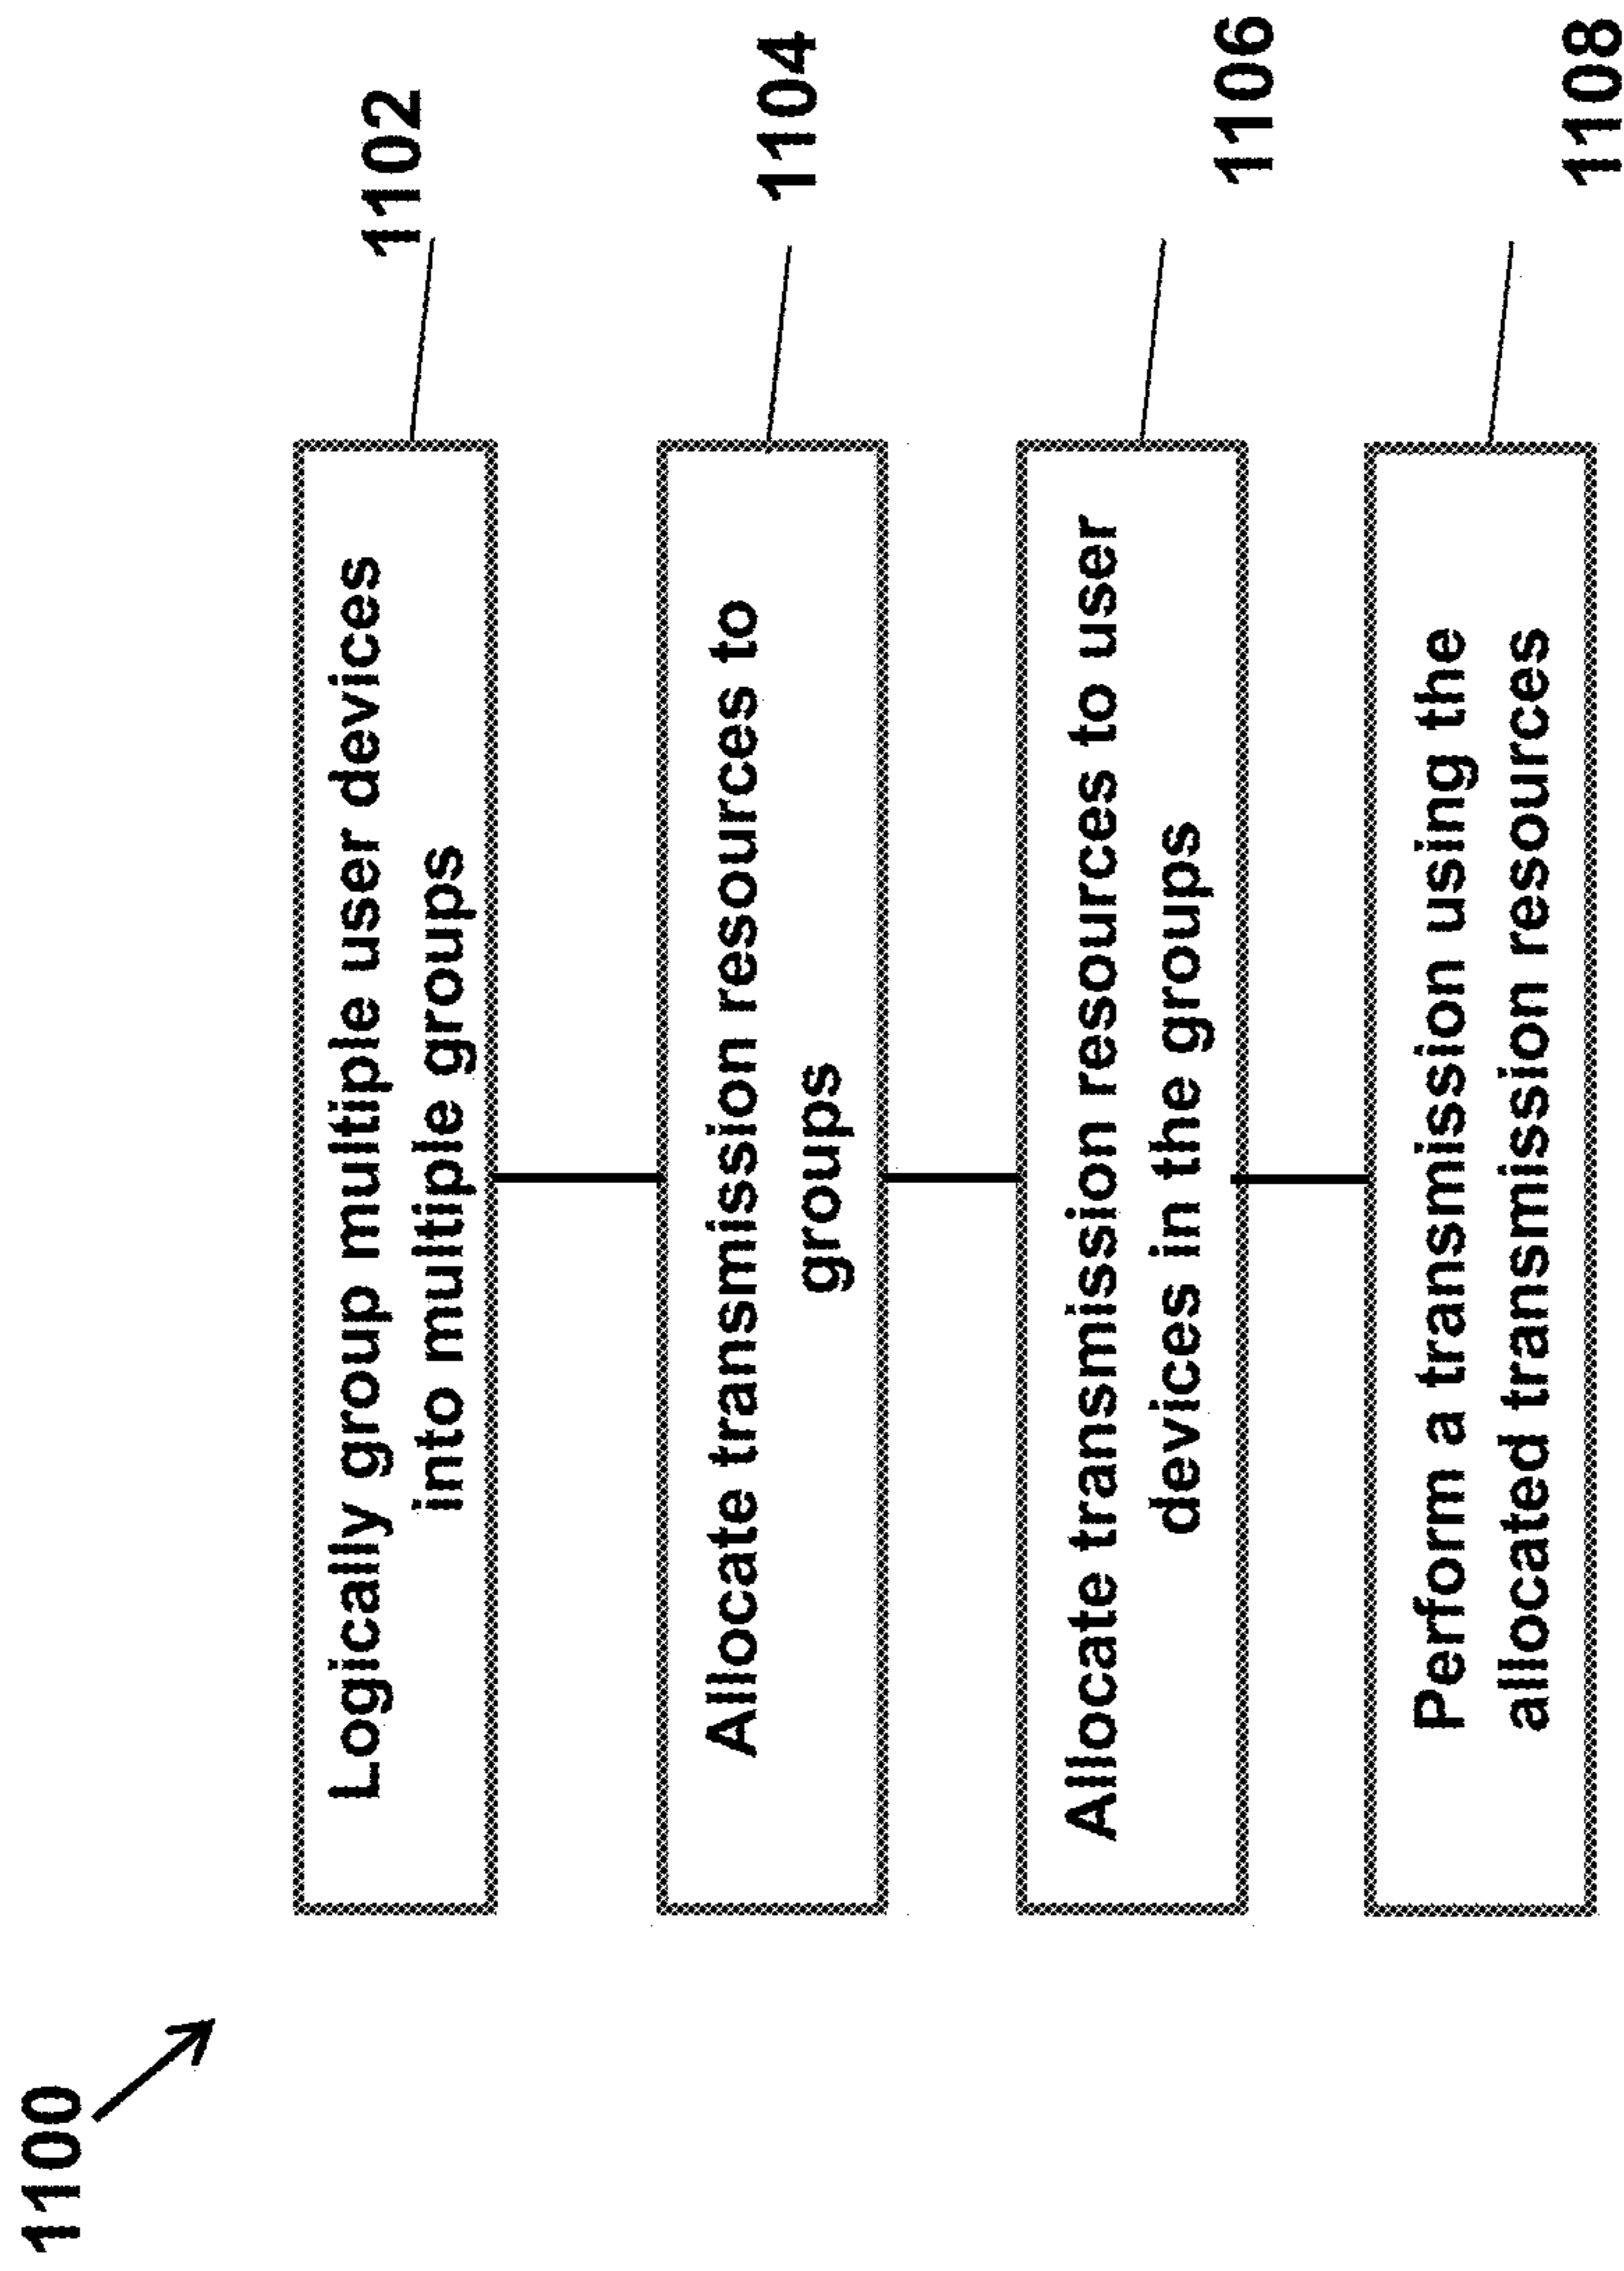 1100
Logically group multiple user devices
into multiple groups
1102
Allocate transmission resources to
groups
1104
Allocate transmission resources to user
devices in the groups
1106
Perform a transmission using the
allocated transmission resources
1108